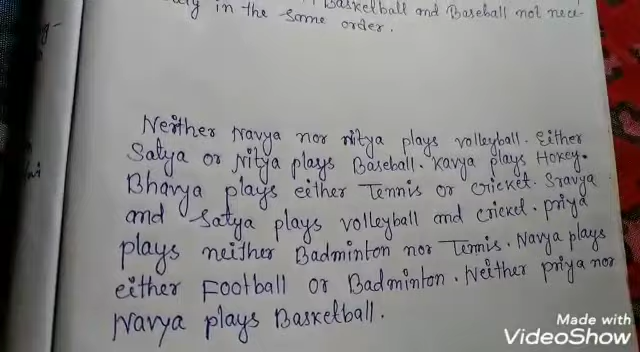 Basketball and Baseball not nece-
in the same order.
Neither Navya nor Nitya plays volleyball. Either
Satya or Nitya plays Baseball. Kavya plays Hokey.
Bhavya plays either Tennis or cricket. Sravya
and Satya plays volleyball and cricket. priya
plays neither Badminton nor Tennis. Navya plays
either Football or Badminton. Neither priya nor
Navya plays Basketball.
Made with
VideoShow